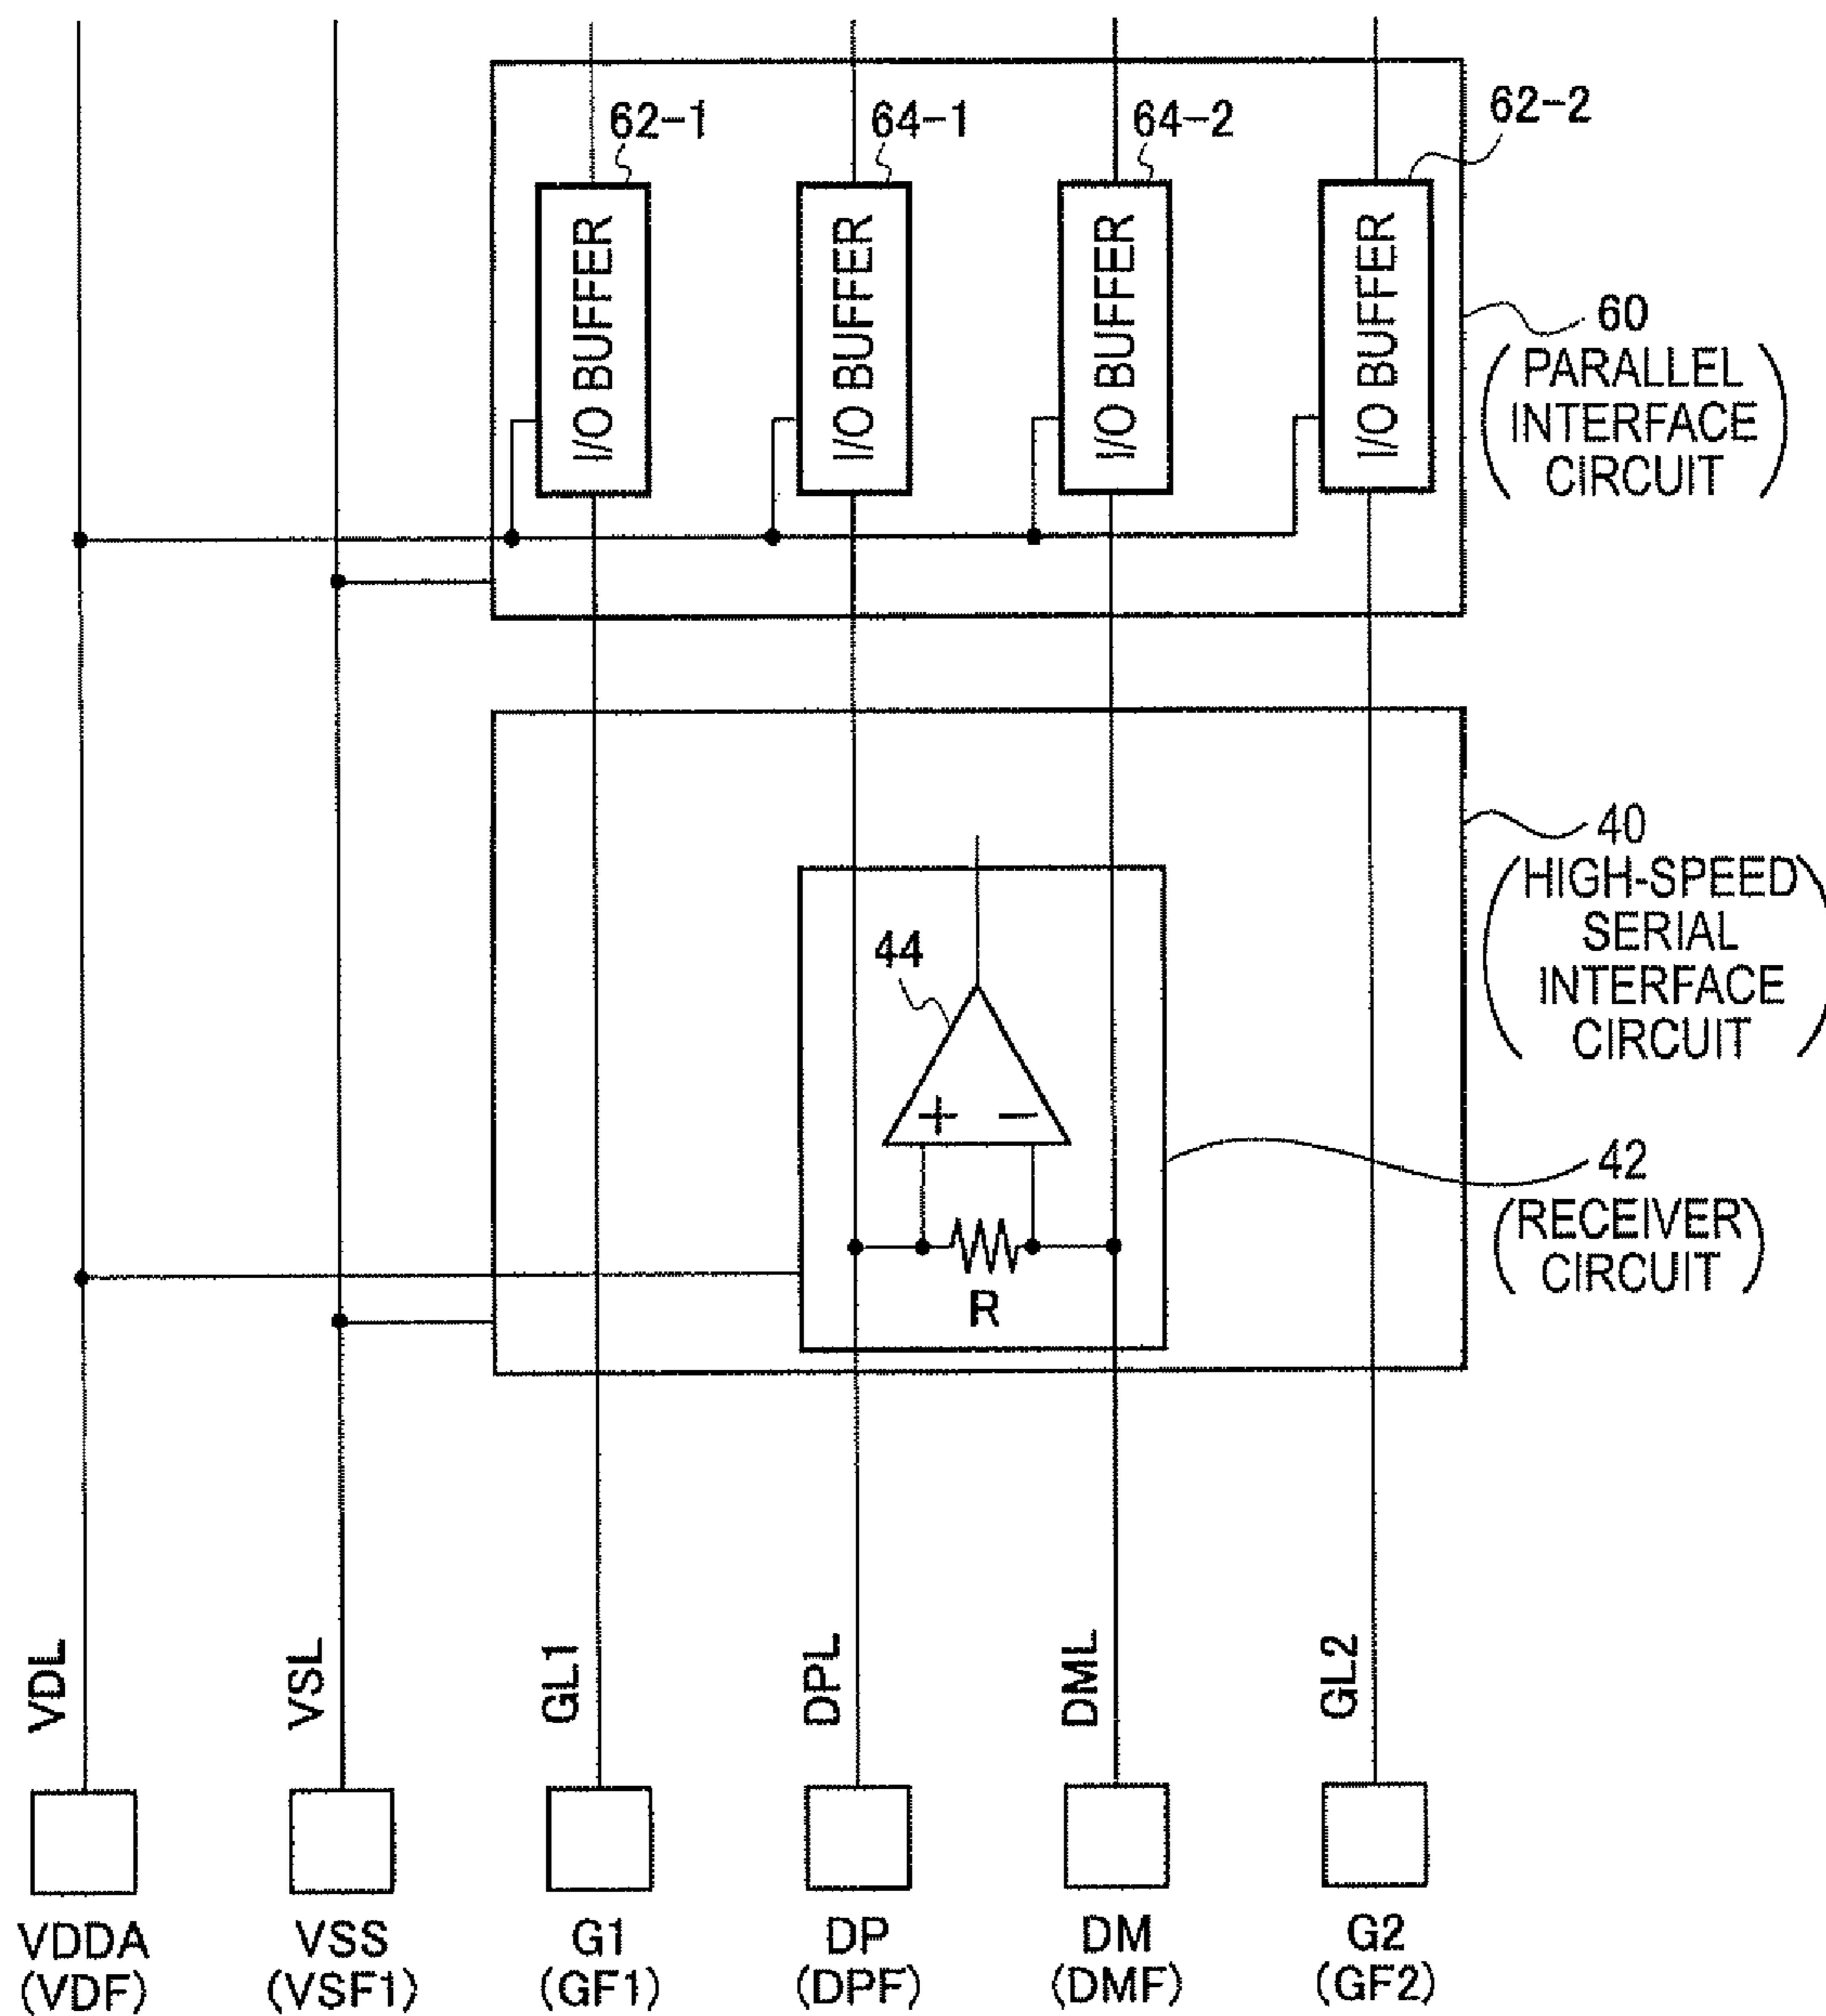 62-1
64-1
64-2
62-2
I/O BUFFER
I/O BUFFER
I/O BUFFER
I/O BUFFER
60
(PARALLEL
INTERFACE
CIRCUIT)
40
(HIGH-SPEED
SERIAL
INTERFACE
CIRCUIT)
44
+ −
42
(RECEIVER
CIRCUIT)
R
VDL
VSL
GL1
DPL
DML
GL2
VDDA
(VDF)
VSS
(VSF1)
G1
(GF1)
DP
(DPF)
DM
(DMF)
G2
(GF2)